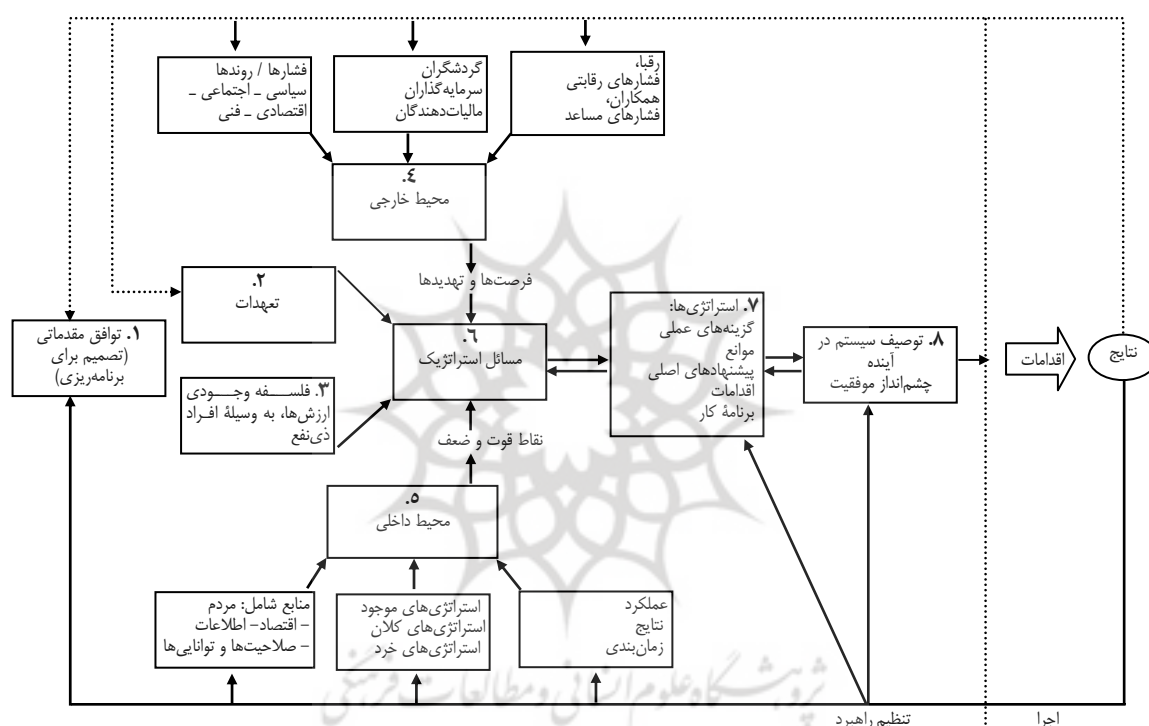 فشارها / روندها
سیاسی ـ اجتماعی ـ
اقتصادی ـ فنی
گردشگران
سرمایه‌گذاران
مالیات‌دهندگان
رقبا،
فشارهای رقابتی
همکاران،
فشارهای مساعد
۴.
محیط خارجی
فرصت‌ها و تهدیدها
۲.
تعهدات
۱. توافق مقدماتی
(تصمیم برای
برنامه‌ریزی)
۳. فلسفه وجودی
ارزش‌ها، به وسیلهٔ افراد
ذی‌نفع
۶.
مسائل استراتژیک
۷. استراتژی‌ها:
گزینه‌های عملی
موانع
پیشنهادهای اصلی
اقدامات
برنامهٔ کار
۸. توصیف سیستم در
آینده
چشم‌انداز موفقیت
اقدامات
نتایج
نقاط قوت و ضعف
۵.
محیط داخلی
منابع شامل: مردم
– اقتصاد– اطلاعات
– صلاحیت‌ها و توانایی‌ها
استراتژی‌های موجود
استراتژی‌های کلان
استراتژی‌های خرد
عملکرد
نتایج
زمان‌بندی
پژوهشگاه علوم انسانی و مطالعات فرهنگی
تنظیم راهبرد
اجرا